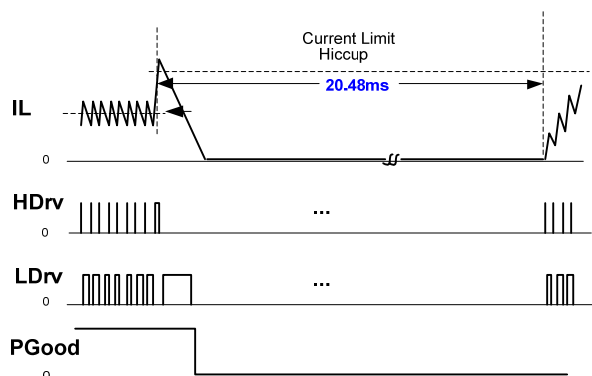 Current Limit
Hiccup
20.48ms
IL
0
HDrv
...
0
LDrv
...
0
PGood
0